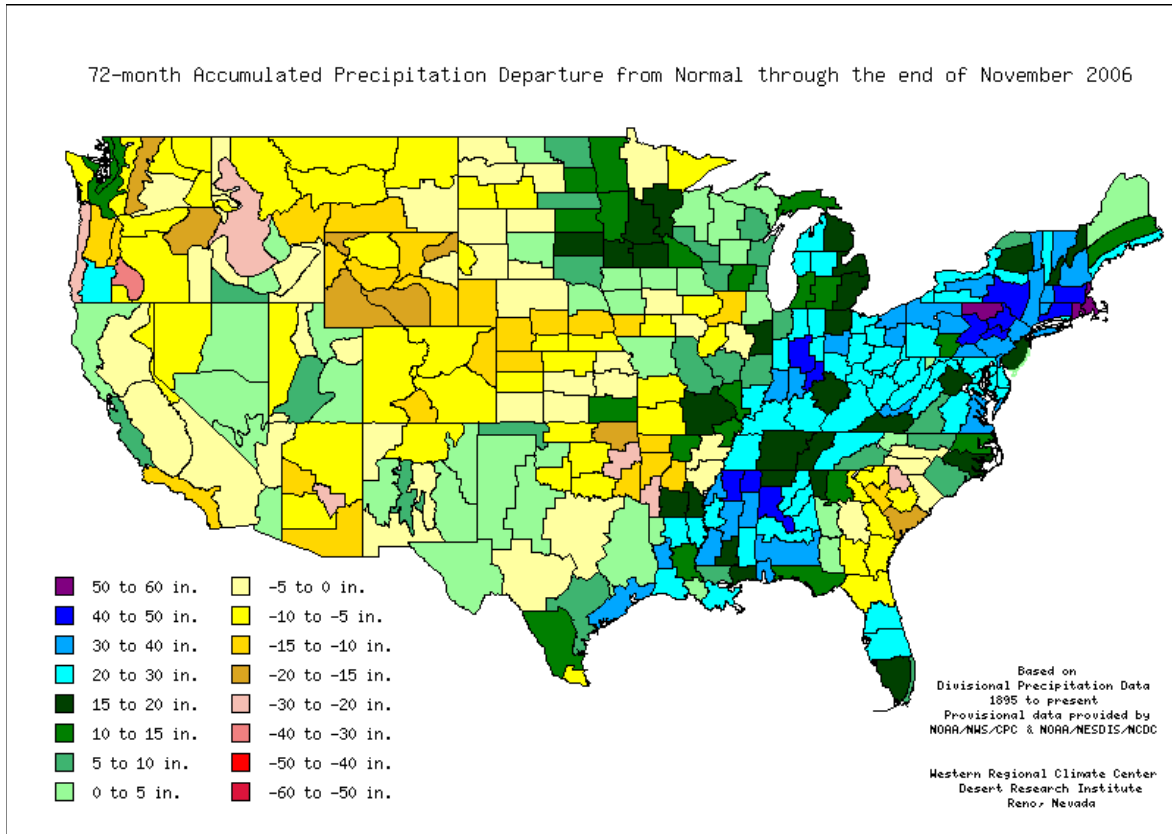 72-month Accumulated Precipitation Departure from Normal through the end of November 2006
50 to 60 in.
40 to 50 in.
30 to 40 in.
20 to 30 in.
15 to 20 in.
10 to 15 in.
5 to 10 in.
0 to 5 in.
-5 to 0 in.
-10 to -5 in.
-15 to -10 in.
-20 to -15 in.
-30 to -20 in.
-40 to -30 in.
-50 to -40 in.
-60 to -50 in.
Based on
Divisional Precipitation Data
1895 to present
Provisional data provided by
NOAA/NWS/CPC & NOAA/NESDIS/NCDC
Western Regional Climate Center
Desert Research Institute
Reno, Nevada